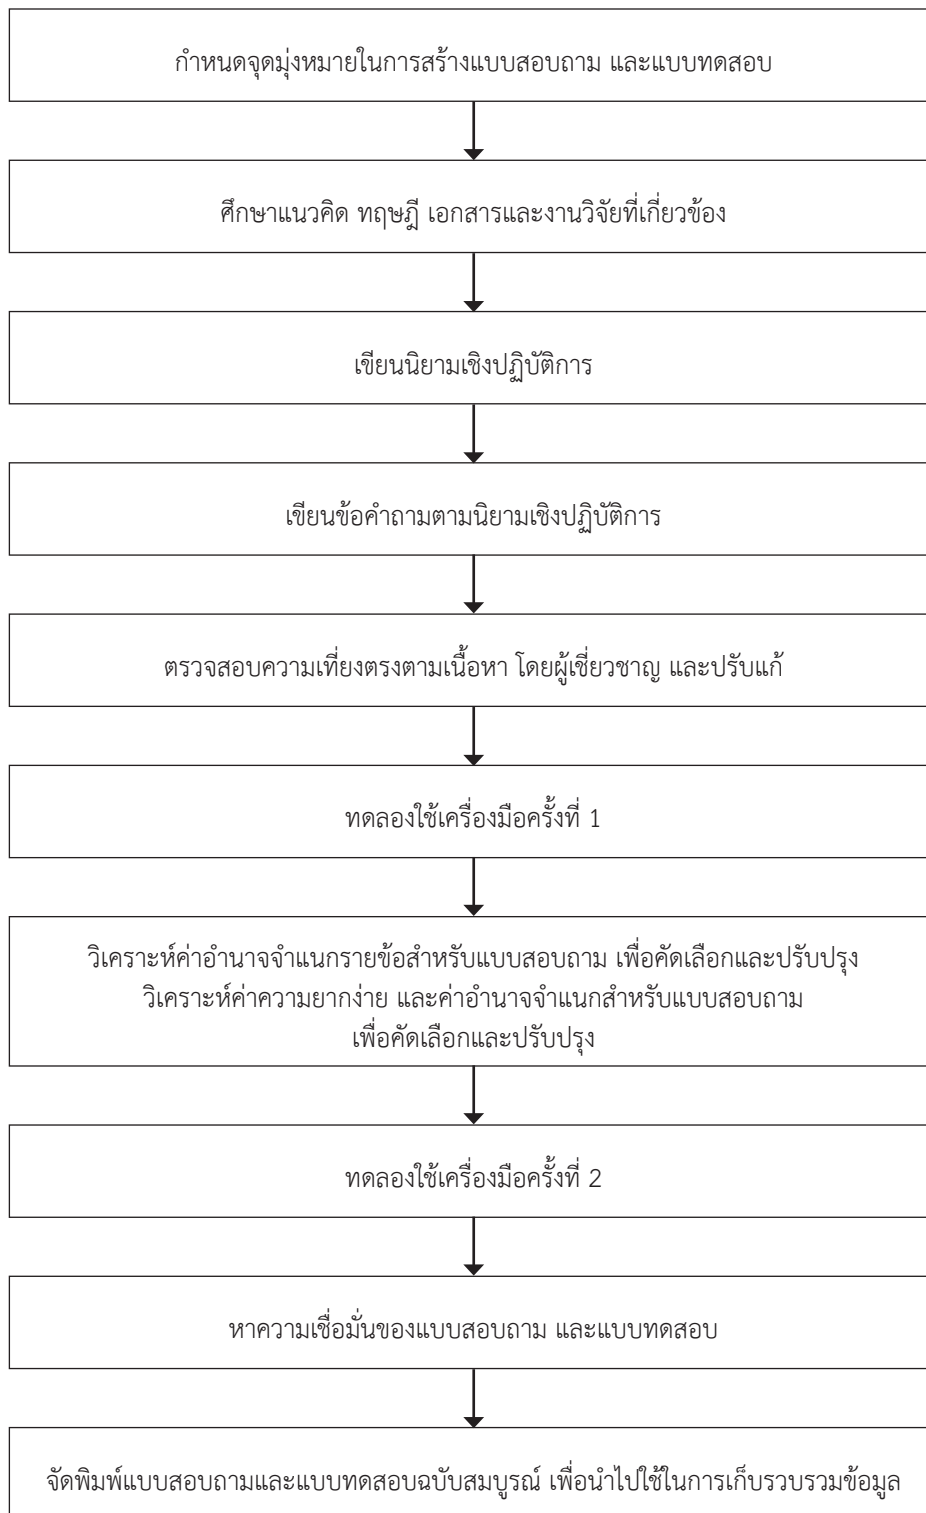 กำหนดจุดมุ่งหมายในการสร้างแบบสอบถาม และแบบทดสอบ
ศึกษาแนวคิด ทฤษฎี เอกสารและงานวิจัยที่เกี่ยวข้อง
เขียนนิยามเชิงปฏิบัติการ
เขียนข้อคำถามตามนิยามเชิงปฏิบัติการ
ตรวจสอบความเที่ยงตรงตามเนื้อหา โดยผู้เชี่ยวชาญ และปรับแก้
ทดลองใช้เครื่องมือครั้งที่ 1
วิเคราะห์ค่าอำนาจจำแนกรายข้อสำหรับแบบสอบถาม เพื่อคัดเลือกและปรับปรุง
วิเคราะห์ค่าความยากง่าย และค่าอำนาจจำแนกสำหรับแบบสอบถาม
เพื่อคัดเลือกและปรับปรุง
ทดลองใช้เครื่องมือครั้งที่ 2
หาความเชื่อมั่นของแบบสอบถาม และแบบทดสอบ
จัดพิมพ์แบบสอบถามและแบบทดสอบฉบับสมบูรณ์ เพื่อนำไปใช้ในการเก็บรวบรวมข้อมูล